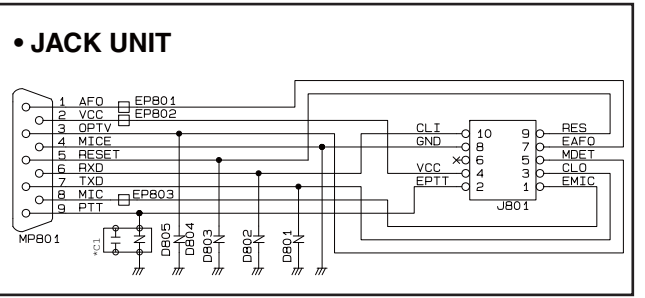 • JACK UNIT
1 AFO EP801
2 VCC EP802
3 OPTV
4 MICE
5 RESET
6 RXD
7 TXD
8 MIC EP803
9 PTT
MP801
*C1
D805
D804
D803
D802
D801
CLI 10 9 RES
GND 8 7 EAFO
6 5 MDET
VCC 4 3 CLO
EPTT 2 1 EMIC
J801